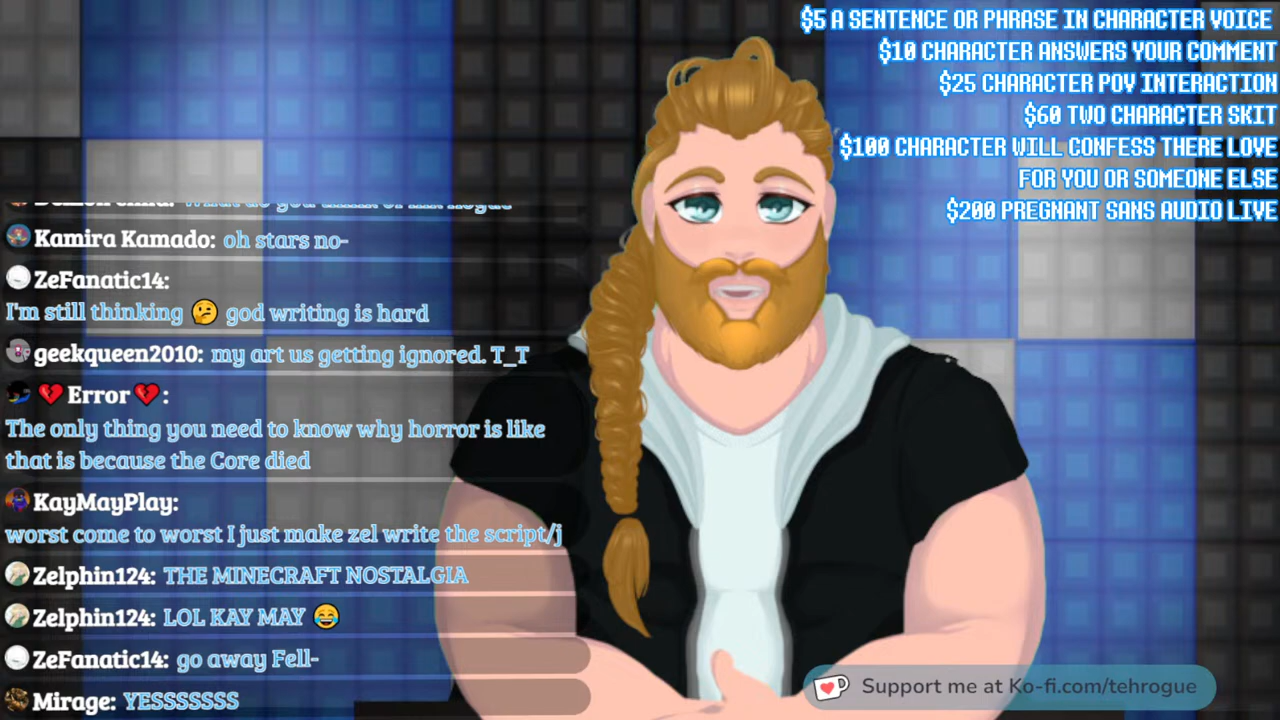 $5 A SENTENCE OR PHRASE IN CHARACTER VOICE
$10 CHARACTER ANSWERS YOUR COMMENT
$25 CHARACTER POV INTERACTION
$60 TWO CHARACTER SKIT
$100 CHARACTER WILL CONFESS THERE LOVE
FOR YOU OR SOMEONE ELSE
$200 PREGNANT SANS AUDIO LIVE
Kamira Kamado: oh stars no-
ZeFanatic14:
I'm still thinking 🤔 god writing is hard
geekqueen2010: my art us getting ignored. T_T
💔 Error 💔:
The only thing you need to know why horror is like
that is because the Core died
KayMayPlay:
worst come to worst I just make zel write the script/j
Zelphin124: THE MINECRAFT NOSTALGIA
Zelphin124: LOL KAY MAY 😂
ZeFanatic14: go away Fell-
Mirage: YESSSSSSS
Support me at Ko-fi.com/tehrogue